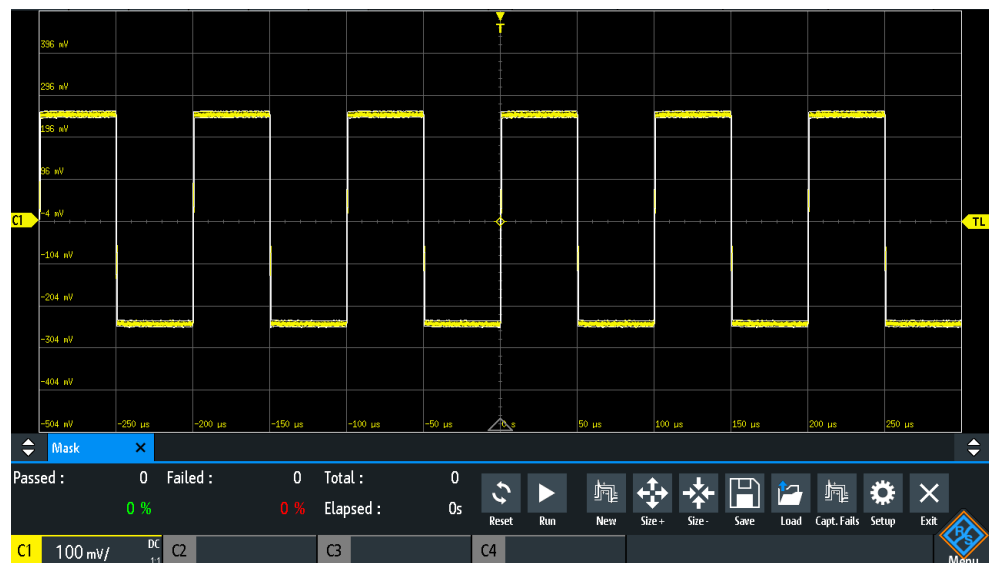 T
396 mV
296 mV
196 mV
96 mV
C1 -4 mV TL
-104 mV
-204 mV
-304 mV
-404 mV
-504 mV -250 µs -200 µs -150 µs -100 µs -50 µs 0 s 50 µs 100 µs 150 µs 200 µs 250 µs
Mask
Passed : 0 Failed : 0 Total : 0
0 % 0 % Elapsed : 0s
Reset Run New Size + Size - Save Load Capt. Fails Setup Exit
C1 100 mV/ DC 1:1 C2 C3 C4 R S Menu